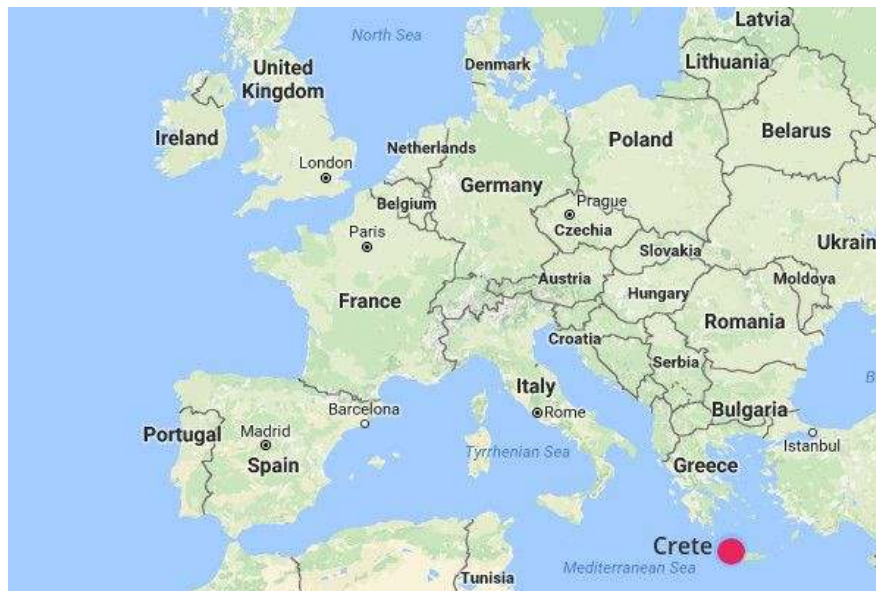 Latvia
North Sea
Denmark
Lithuania
United
Kingdom
Ireland
Poland
Belarus
Netherlands
London
Germany
Belgium
Prague
Czechia
Paris
Slovakia
Ukrain
Austria
Moldova
France
Hungary
Romania
Croatia
Serbia
Italy
Barcelona
Rome
Bulgaria
Portugal
Madrid
Istanbul
Spain
Tyrrhenian Sea
Greece
Crete
Mediterranean Sea
Tunisia
B